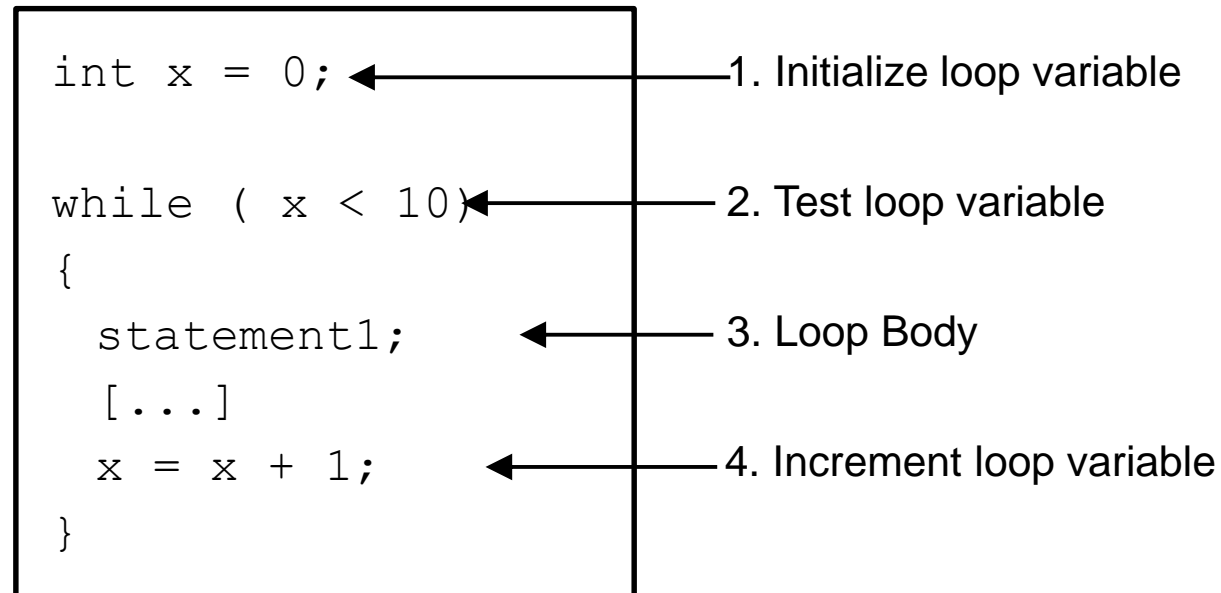 int x = 0;
1. Initialize loop variable
while ( x < 10)
2. Test loop variable
{
statement1;
3. Loop Body
[...]
x = x + 1;
4. Increment loop variable
}